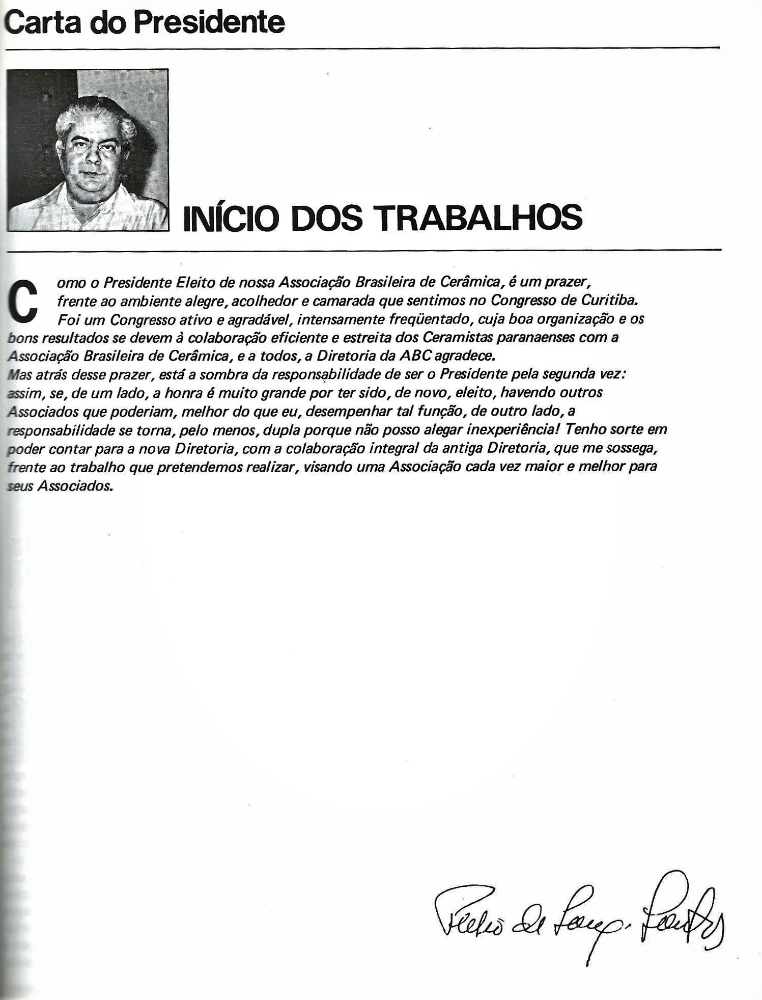 Carta do Presidente
INÍCIO DOS TRABALHOS
Como o Presidente Eleito de nossa Associação Brasileira de Cerâmica, é um prazer,
frente ao ambiente alegre, acolhedor e camarada que sentimos no Congresso de Curitiba.
Foi um Congresso ativo e agradável, intensamente freqüentado, cuja boa organização e os
bons resultados se devem à colaboração eficiente e estreita dos Ceramistas paranaenses com a
Associação Brasileira de Cerâmica, e a todos, a Diretoria da ABC agradece.
Mas atrás desse prazer, está a sombra da responsabilidade de ser o Presidente pela segunda vez:
assim, se, de um lado, a honra é muito grande por ter sido, de novo, eleito, havendo outros
Associados que poderiam, melhor do que eu, desempenhar tal função, de outro lado, a
responsabilidade se torna, pelo menos, dupla porque não posso alegar inexperiência! Tenho sorte em
poder contar para a nova Diretoria, com a colaboração integral da antiga Diretoria, que me sossega,
frente ao trabalho que pretendemos realizar, visando uma Associação cada vez maior e melhor para
seus Associados.
de Souza Santos